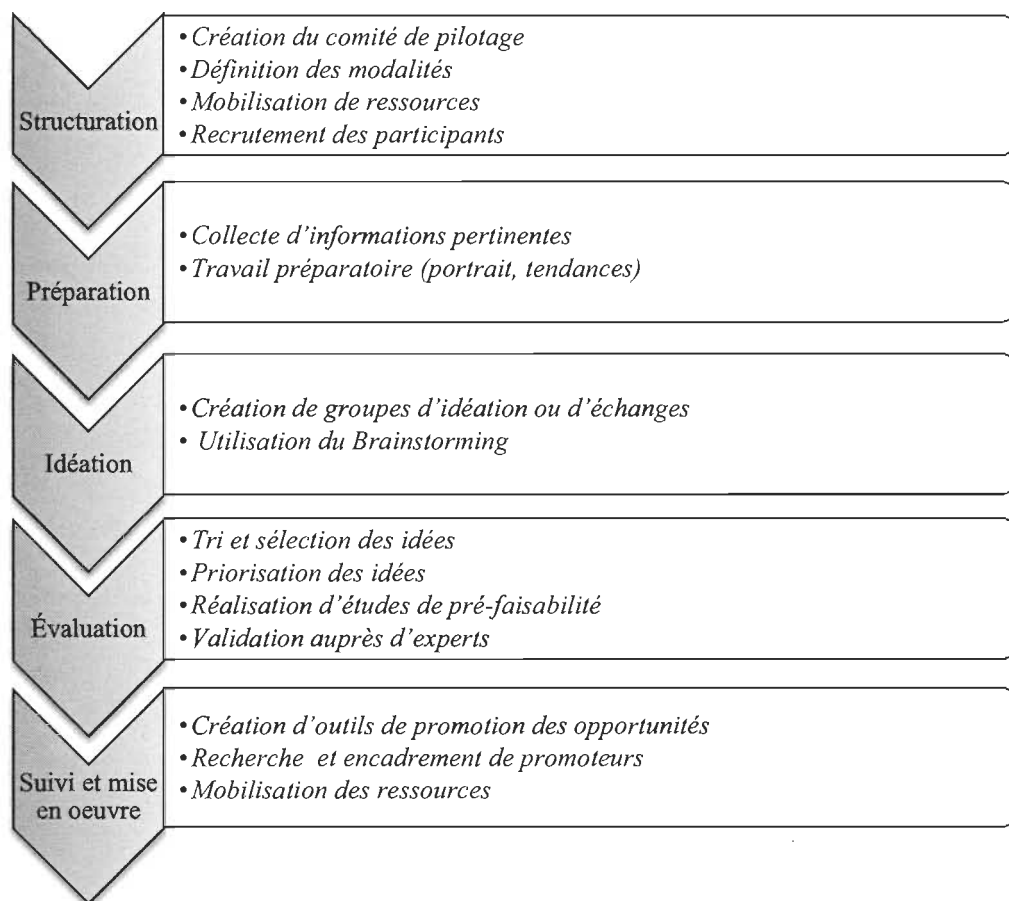 Structuration
• Création du comité de pilotage
• Définition des modalités
• Mobilisation de ressources
• Recrutement des participants
Préparation
• Collecte d'informations pertinentes
• Travail préparatoire (portrait, tendances)
Idéation
• Création de groupes d'idéation ou d'échanges
• Utilisation du Brainstorming
Évaluation
• Tri et sélection des idées
• Priorisation des idées
• Réalisation d'études de pré-faisabilité
• Validation auprès d'experts
Suivi et mise
en oeuvre
• Création d'outils de promotion des opportunités
• Recherche et encadrement de promoteurs
• Mobilisation des ressources